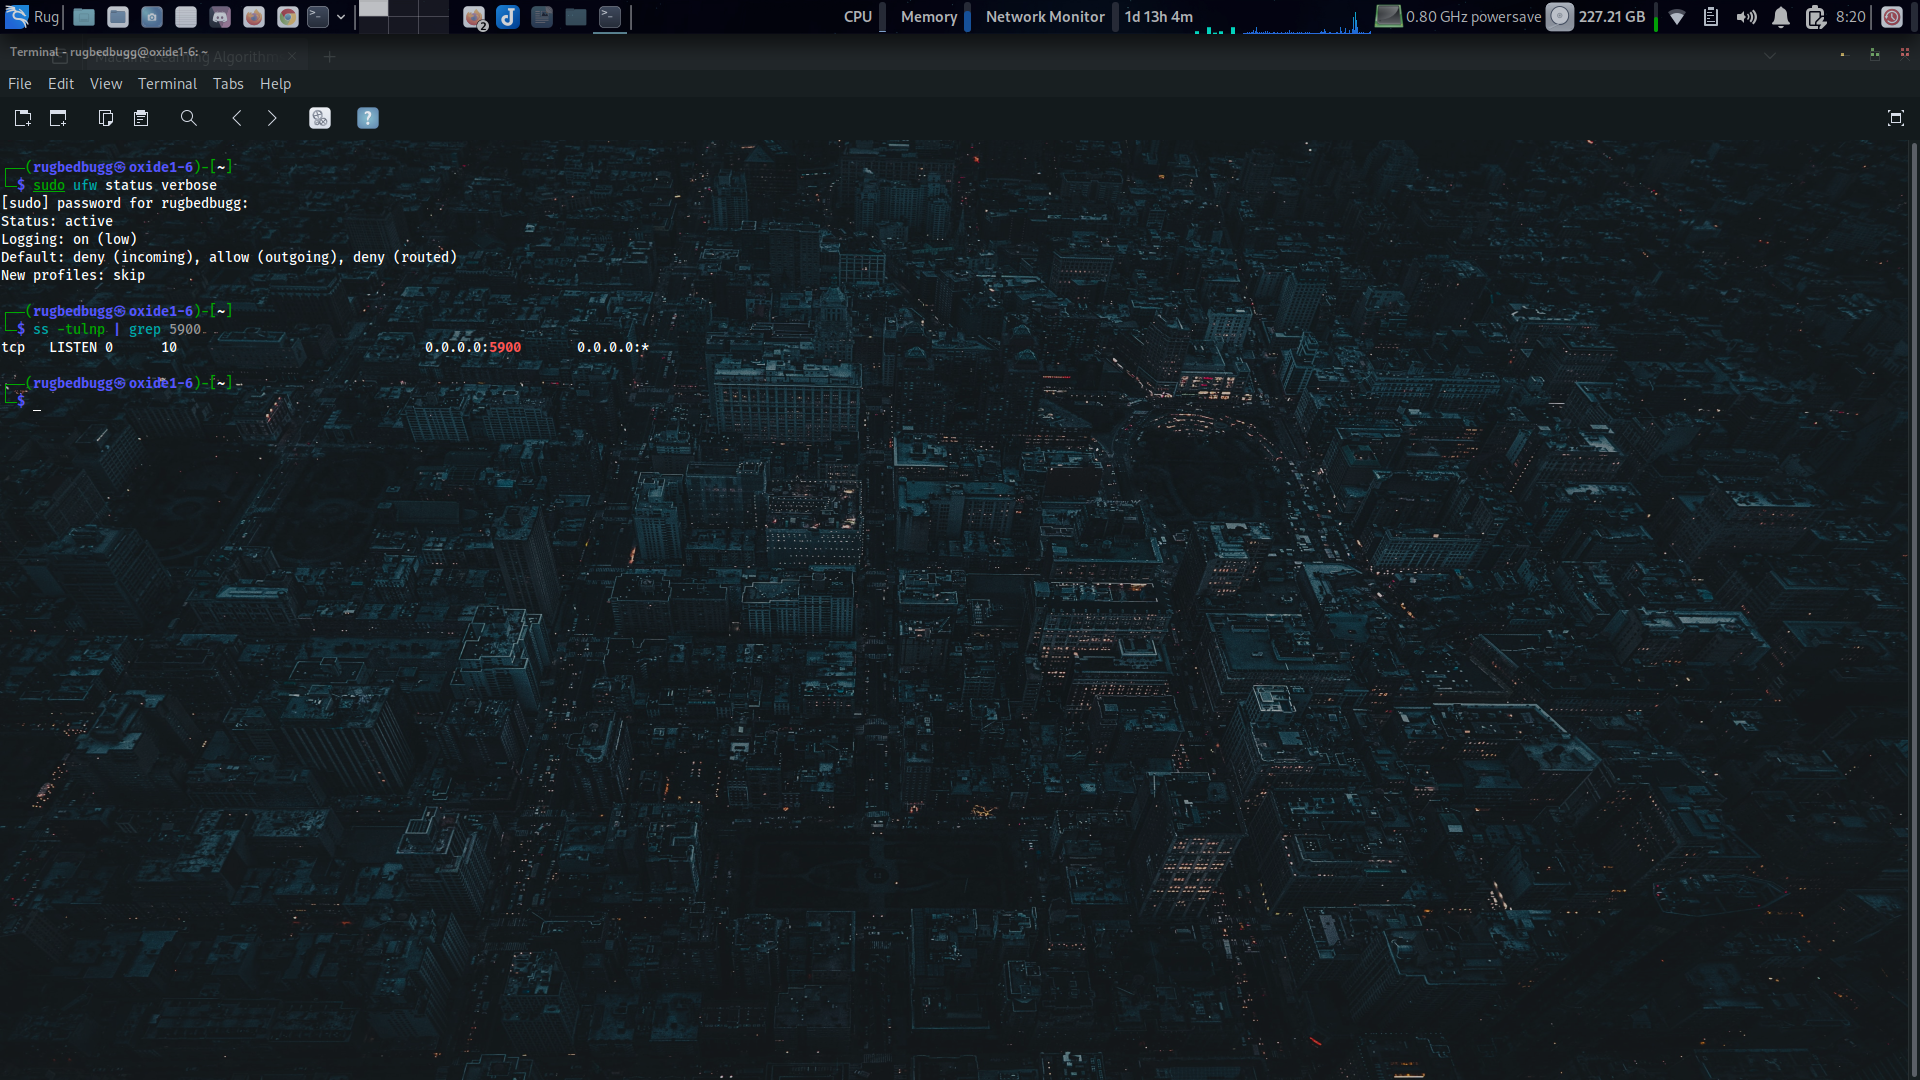 Rug
2
CPU
Memory
Network Monitor
1d 13h 4m
0.80 GHz powersave
227.21 GB
8:20
Terminal - rugbedbugg@oxide1-6: ~
Machine Learning Algorithm
File Edit View Terminal Tabs Help
?
┌──(rugbedbugg㉿oxide1-6)-[~]
└─$ sudo ufw status verbose
[sudo] password for rugbedbugg:
Status: active
Logging: on (low)
Default: deny (incoming), allow (outgoing), deny (routed)
New profiles: skip
┌──(rugbedbugg㉿oxide1-6)-[~]
└─$ ss -tulnp | grep 5900
tcp   LISTEN 0      10                               0.0.0.0:5900       0.0.0.0:*
┌──(rugbedbugg㉿oxide1-6)-[~]
└─$ _